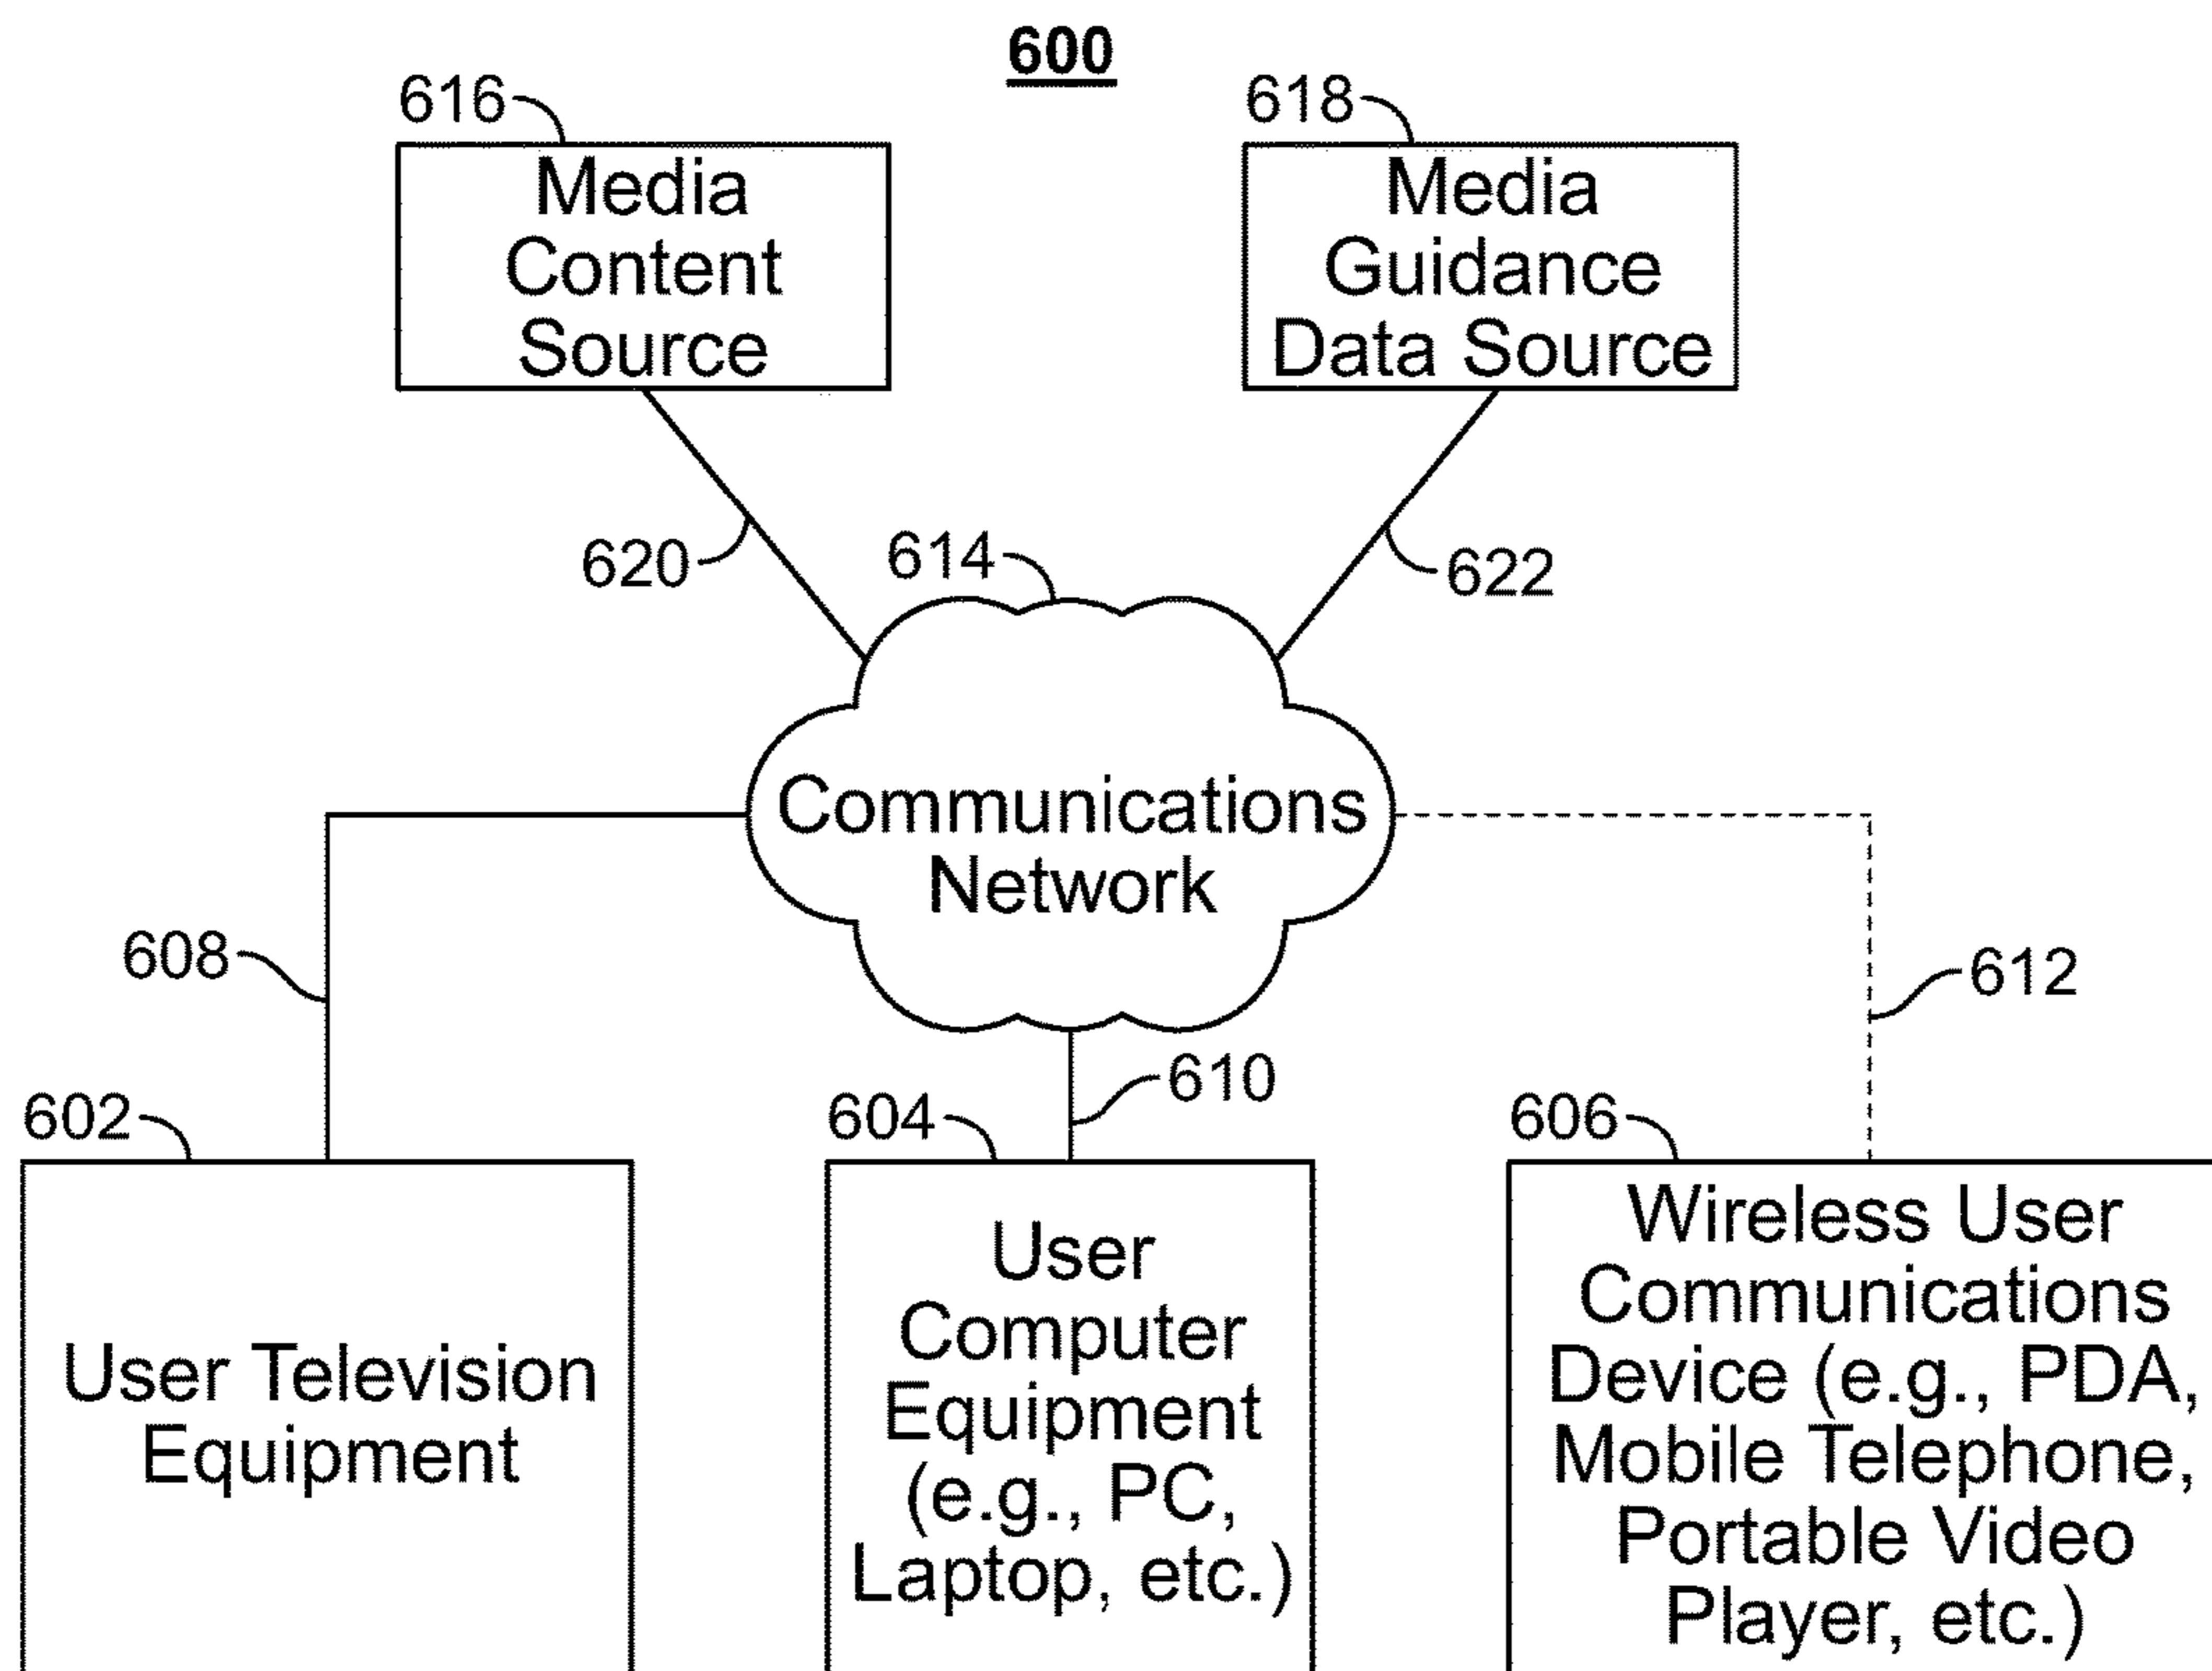 600
616
618
Media
Content
Source
Media
Guidance
Data Source
620
614
622
Communications
Network
608
612
610
602
604
606
User Television
Equipment
User
Computer
Equipment
(e.g., PC,
Laptop, etc.)
Wireless User
Communications
Device (e.g., PDA,
Mobile Telephone,
Portable Video
Player, etc.)